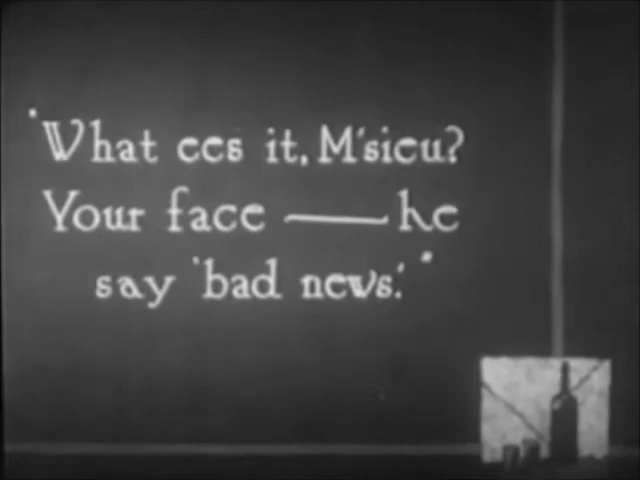 "What ees it, M'sieu?
Your face — he
say 'bad news.'"